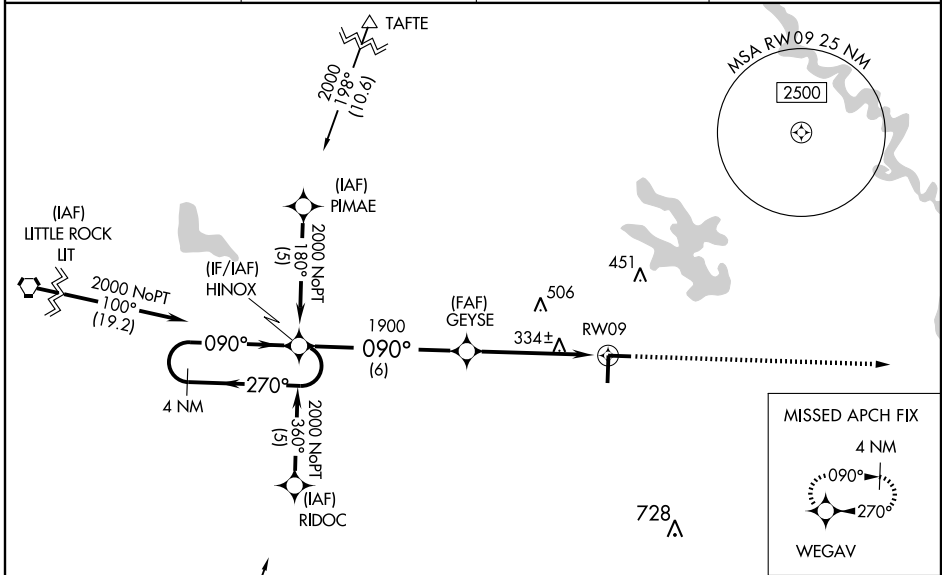 TAFTE
2000
198°
(10.6)
MSA RW09 25 NM
2500
(IAF)
PIMAE
2000 NoPT
180°
(5)
(IAF)
LITTLE ROCK
LIT
2000 NoPT
100°
(19.2)
(IF/IAF)
HINOX
090°
270°
4 NM
1900
090°
(6)
(FAF)
GEYSE
506
451
334±
RW09
2000 NoPT
360°
(5)
(IAF)
RIDOC
728
MISSED APCH FIX
4 NM
090°
270°
WEGAV